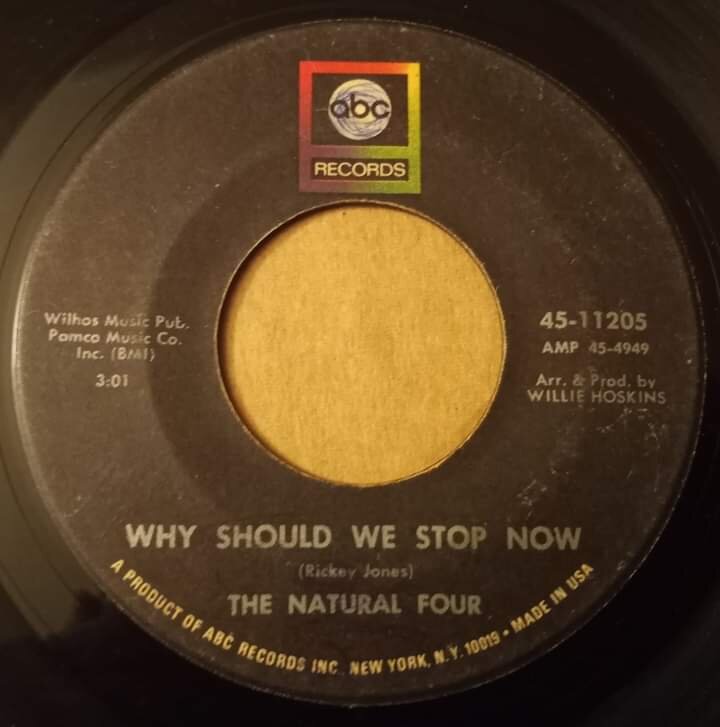 abc
RECORDS
Wilhos Music Pub.
Pamco Music Co.
Inc. (BMI)
3:01
45-11205
AMP 45-4949
Arr. & Prod. by
WILLIE HOSKINS
WHY SHOULD WE STOP NOW
(Rickey Jones)
THE NATURAL FOUR
A PRODUCT OF ABC RECORDS INC. NEW YORK, N.Y. 10019 • MADE IN USA